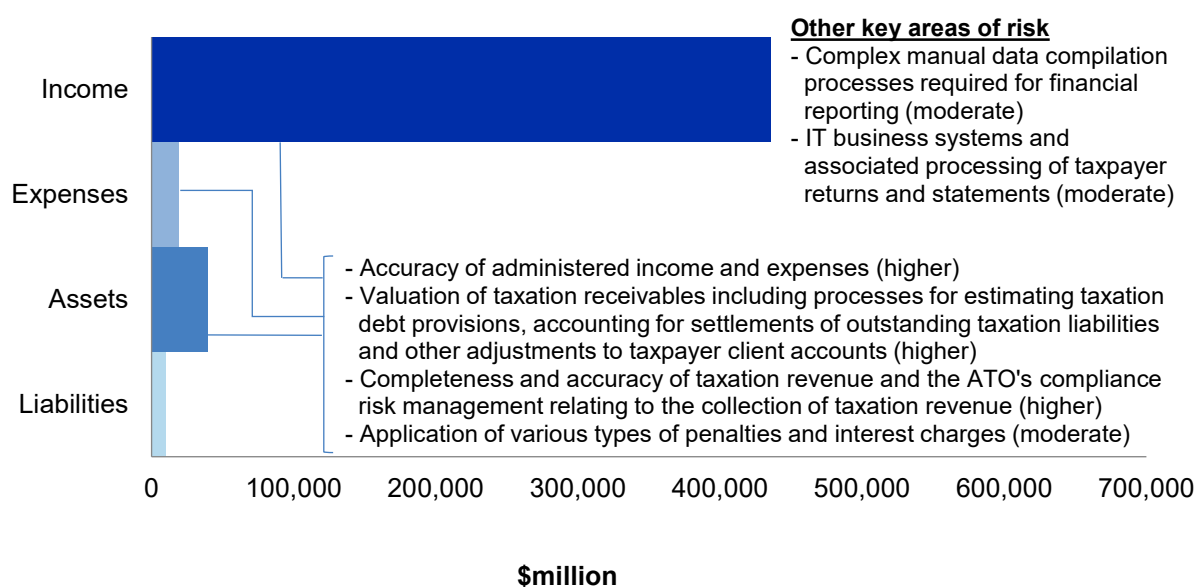 Other key areas of risk
- Complex manual data compilation
processes required for financial
reporting (moderate)
- IT business systems and
associated processing of taxpayer
returns and statements (moderate)
Income
Expenses
Assets
Liabilities
- Accuracy of administered income and expenses (higher)
- Valuation of taxation receivables including processes for estimating taxation
debt provisions, accounting for settlements of outstanding taxation liabilities
and other adjustments to taxpayer client accounts (higher)
- Completeness and accuracy of taxation revenue and the ATO's compliance
risk management relating to the collection of taxation revenue (higher)
- Application of various types of penalties and interest charges (moderate)
0 100,000 200,000 300,000 400,000 500,000 600,000 700,000
$million